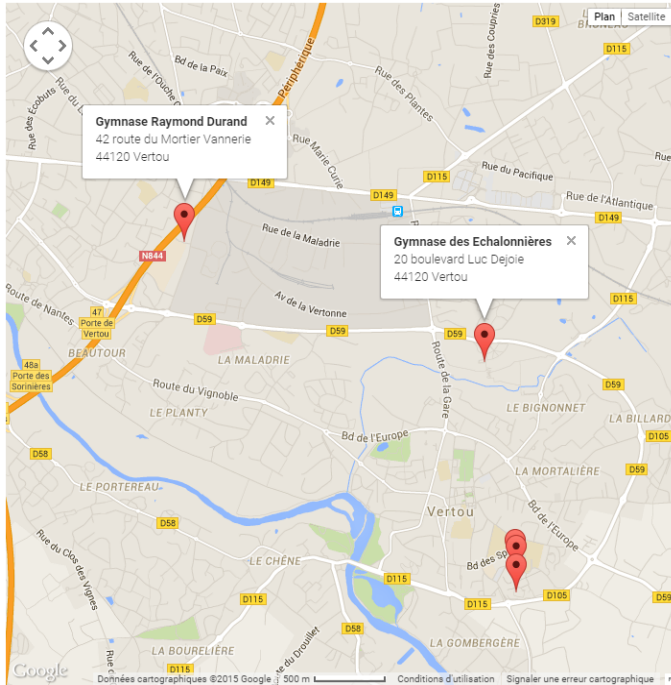 BRUNEAU
Plan
Satellite
D319
D115
Rue des Coupries
Bd de la Paix
Périphérique
Rue des Plantes
Rue des Écobuts
Gymnase Raymond Durand
42 route du Mortier Vannerie
44120 Vertou
Rue Marie Curie
D115
Rue du Pacifique
D149
D149
Rue de l'Atlantique
D149
Rue de la Maladrie
Gymnase des Echalonnières
20 boulevard Luc Dejoie
44120 Vertou
N844
Route de Nantes
Av de la Vertonne
D115
47
Porte de
Vertou
D59
D59
D59
BEAUTOUR
LA MALADRIE
48a
Porte des
Sorinières
Route de la Gare
D59
Route du Vignoble
LE PLANTY
LE BIGNONNET
LA BILLARD
Bd de l'Europe
D105
D58
LA MORTALIÈRE
D59
LE PORTEREAU
Vertou
Bd de l'Europe
D58
Rue du Clos des Vignes
LE CHÊNE
Bd des Sp
D115
D115
D115
D105
D59
D58
LA GOMBERGÈRE
LA BOURELIÈRE
Rue du Drouillet
D115
Google
Données cartographiques ©2015 Google
500 m
Conditions d'utilisation
Signaler une erreur cartographique